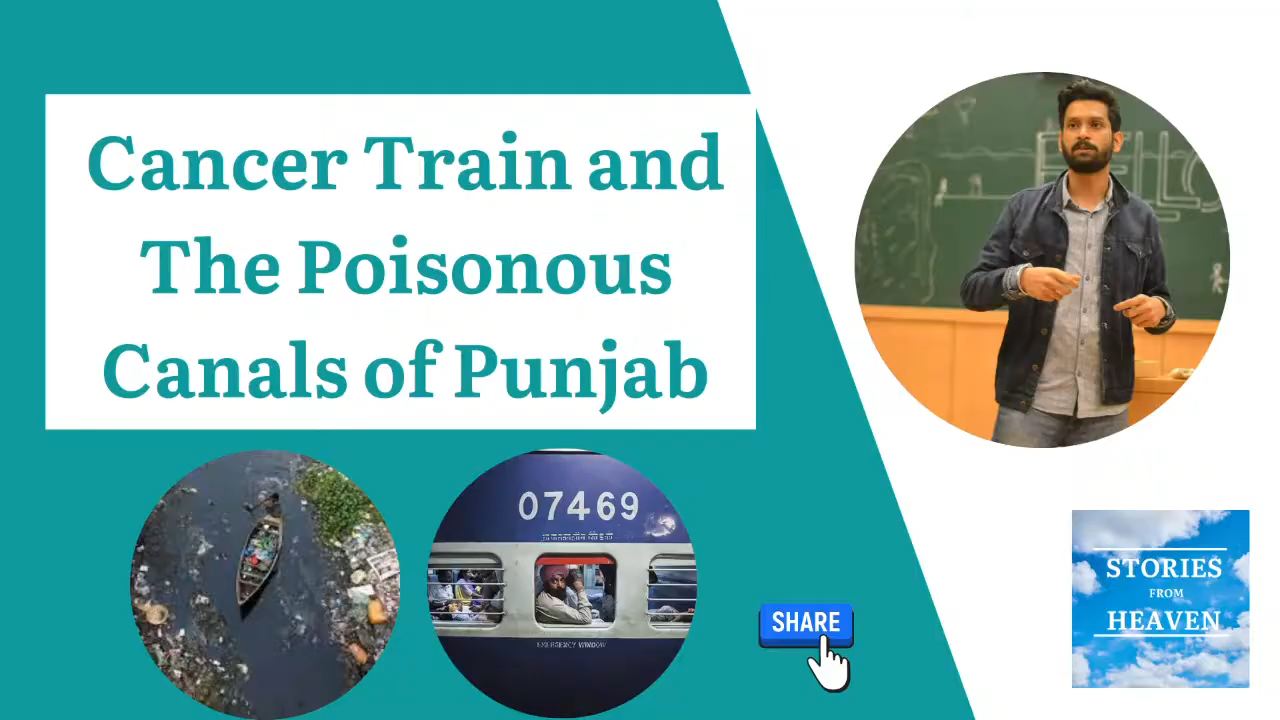 Cancer Train and
The Poisonous
Canals of Punjab
07469
EMERGENCY WINDOW
SHARE
STORIES
FROM
HEAVEN